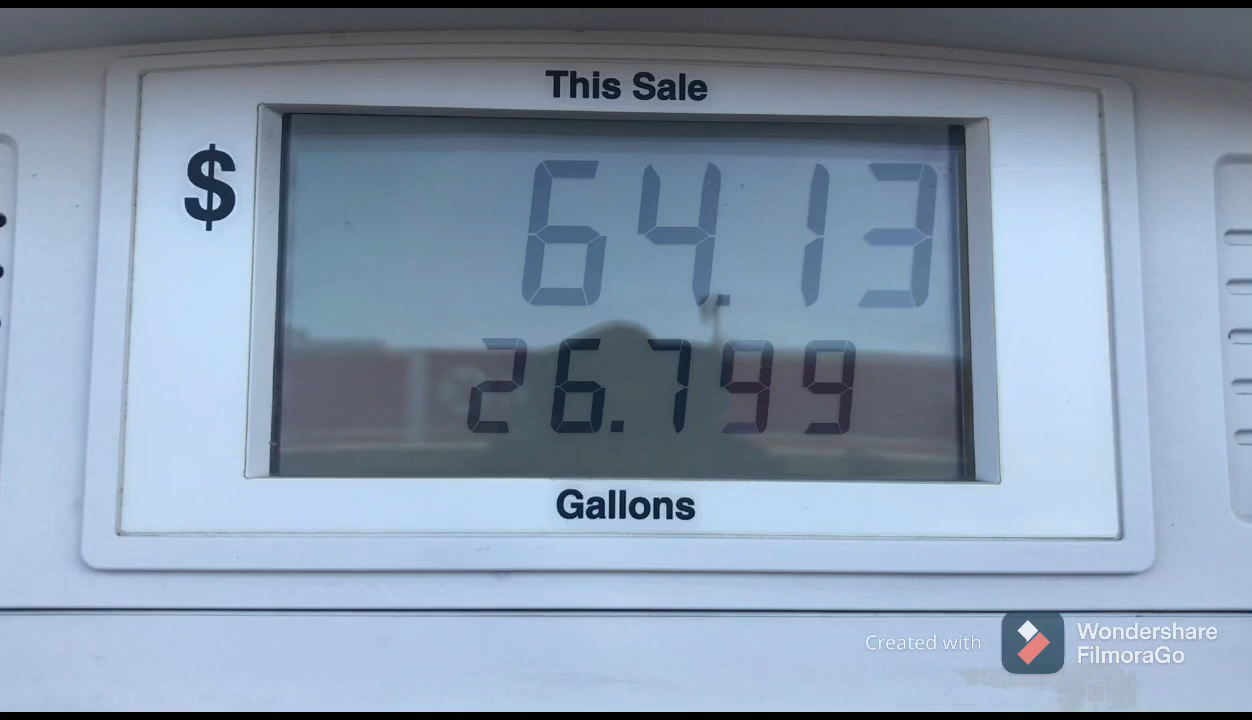 This Sale
$
64.13
26.799
Gallons
Created with
Wondershare
FilmoraGo